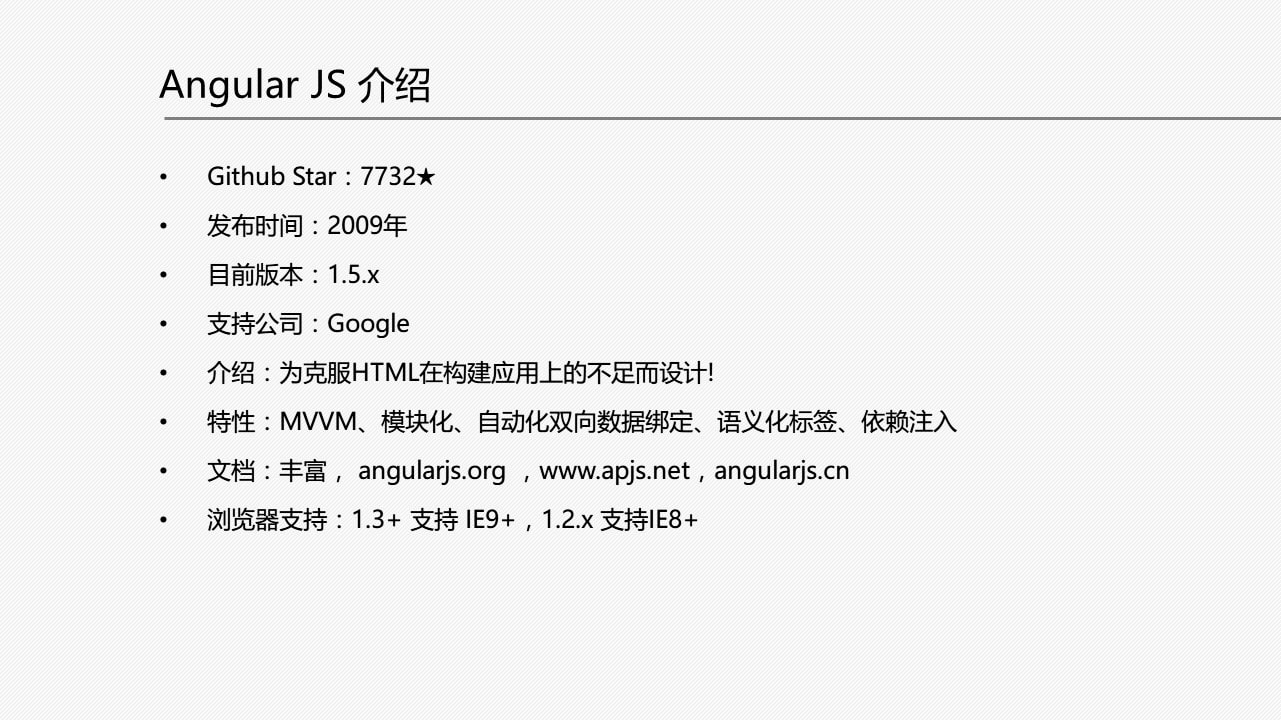 Angular JS 介绍
• Github Star：7732★
• 发布时间：2009年
• 目前版本：1.5.x
• 支持公司：Google
• 介绍：为克服HTML在构建应用上的不足而设计!
• 特性：MVVM、模块化、自动化双向数据绑定、语义化标签、依赖注入
• 文档：丰富， angularjs.org ，www.apjs.net，angularjs.cn
• 浏览器支持：1.3+ 支持 IE9+，1.2.x 支持IE8+